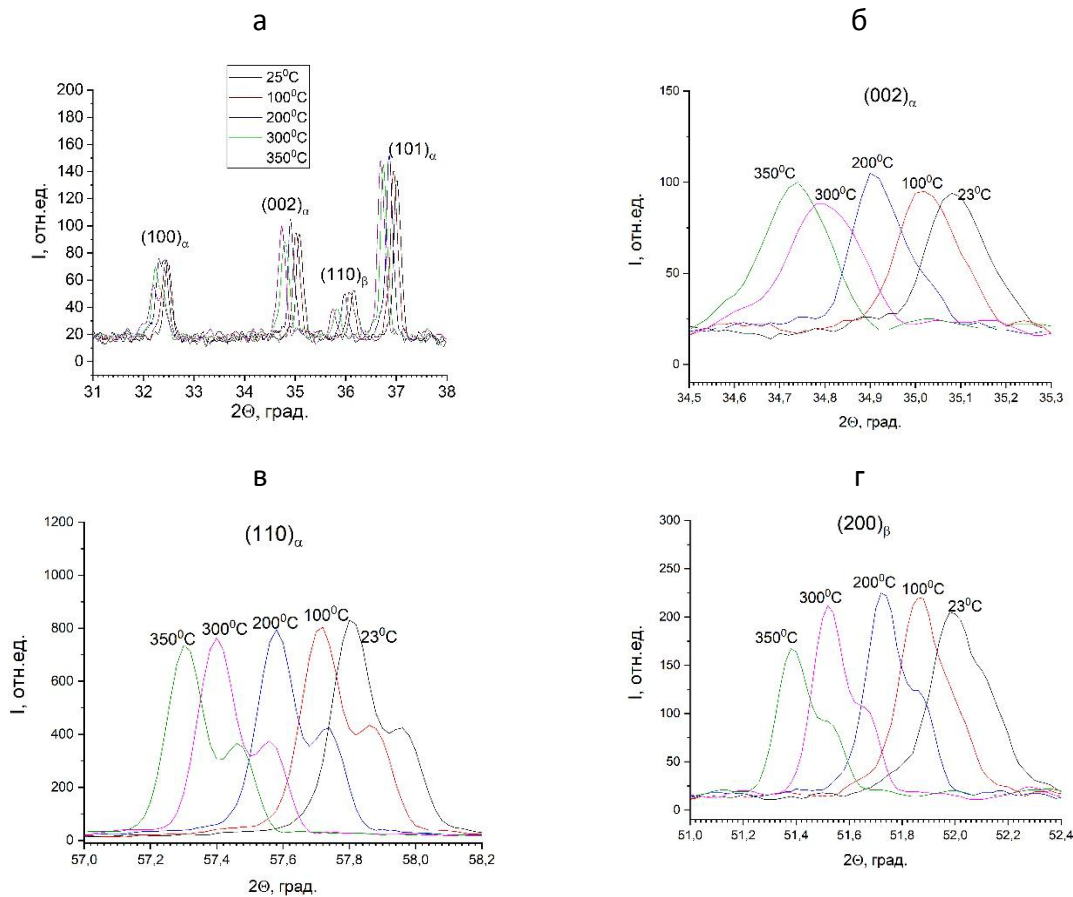 а
25⁰C
100⁰C
200⁰C
300⁰C
350⁰C
(100)α
(002)α
(110)β
(101)α
I, отн.ед.
200
180
160
140
120
100
80
60
40
20
0
31 32 33 34 35 36 37 38
2Θ, град.
б
(002)α
350⁰C
300⁰C
200⁰C
100⁰C
23⁰C
I, отн.ед.
150
100
50
0
34,5 34,6 34,7 34,8 34,9 35,0 35,1 35,2 35,3
2Θ, град.
в
(110)α
350⁰C
300⁰C
200⁰C
100⁰C
23⁰C
I, отн.ед.
1200
1000
800
600
400
200
0
57,0 57,2 57,4 57,6 57,8 58,0 58,2
2Θ, град.
г
(200)β
350⁰C
300⁰C
200⁰C
100⁰C
23⁰C
I, отн.ед.
300
250
200
150
100
50
0
51,0 51,2 51,4 51,6 51,8 52,0 52,2 52,4
2Θ, град.